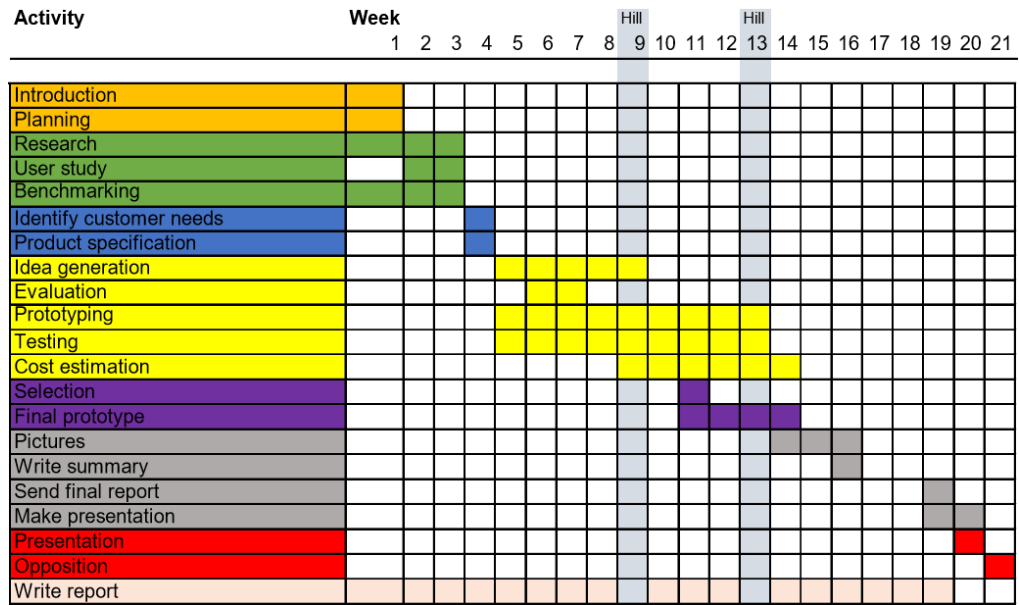 Activity Week Hill Hill
1 2 3 4 5 6 7 8 9 10 11 12 13 14 15 16 17 18 19 20 21
Introduction
Planning
Research
User study
Benchmarking
Identify customer needs
Product specification
Idea generation
Evaluation
Prototyping
Testing
Cost estimation
Selection
Final prototype
Pictures
Write summary
Send final report
Make presentation
Presentation
Opposition
Write report